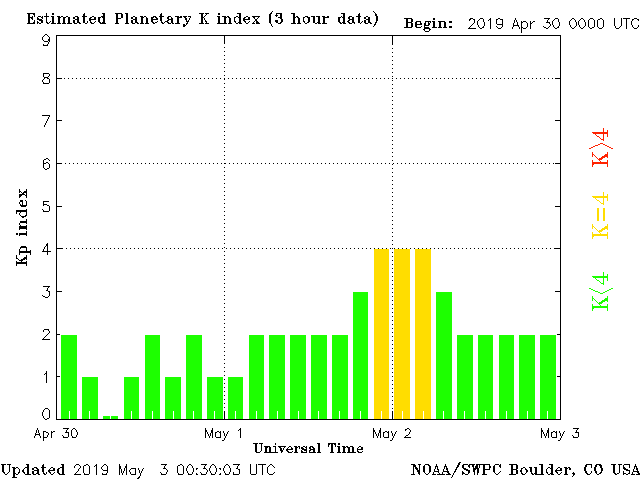 Estimated Planetary K index (3 hour data) Begin: 2019 Apr 30 0000 UTC
9
8
7
6
5
4
3
2
1
0
Kp index
K>4
K=4
K<4
Apr 30 May 1 May 2 May 3
Universal Time
Updated 2019 May 3 00:30:03 UTC NOAA/SWPC Boulder, CO USA